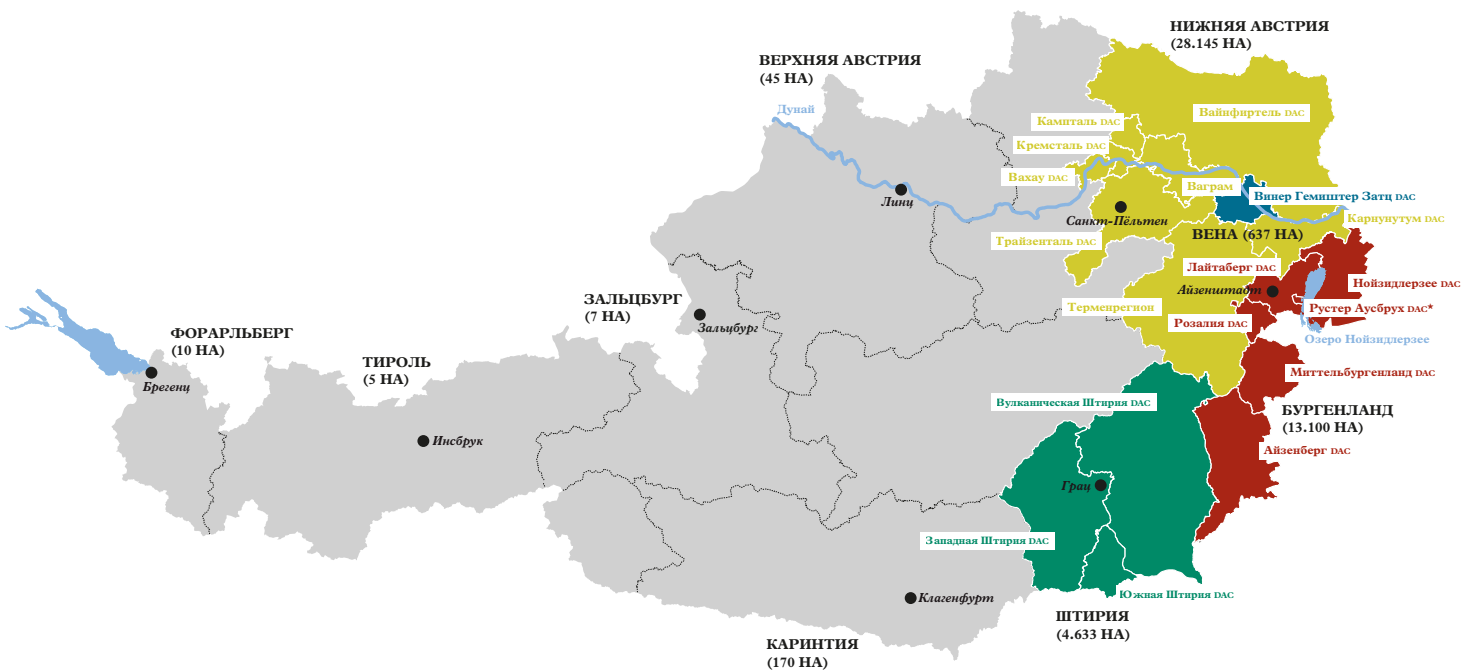 НИЖНЯЯ АВСТРИЯ
(28.145 HA)
ВЕРХНЯЯ АВСТРИЯ
(45 HA)
Дунай
Вайнфиртель DAC
Кампталь DAC
Кремсталь DAC
Вахау DAC
Ваграм
Линц
Винер Гемиштер Затц DAC
Санкт-Пёльтен
Карнунутум DAC
ВЕНА (637 HA)
Трайзенталь DAC
Лайтаберг DAC
Нойзидлерзее DAC
Айзенштадт
ЗАЛЬЦБУРГ
(7 HA)
Терменрегион
Рустер Аусбрух DAC*
Зальцбург
Розалия DAC
Озеро Нойзидлерзее
ФОРАРЛЬБЕРГ
(10 HA)
ТИРОЛЬ
(5 HA)
Брегенц
Миттельбургенланд DAC
Вулканическая Штирия DAC
БУРГЕНЛАНД
(13.100 HA)
Инсбрук
Айзенберг DAC
Грац
Западная Штирия DAC
Южная Штирия DAC
Клагенфурт
ШТИРИЯ
(4.633 HA)
КАРИНТИЯ
(170 HA)